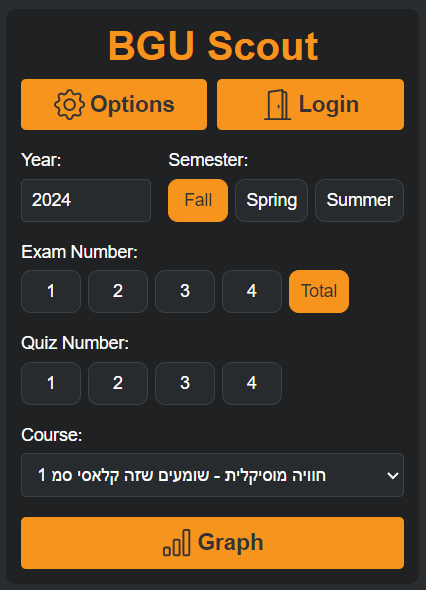 BGU Scout
Options Login
Year: Semester:
2024 Fall Spring Summer
Exam Number:
1 2 3 4 Total
Quiz Number:
1 2 3 4
Course:
חוויה מוסיקלית - שומעים שזה קלאסי סמ 1
Graph